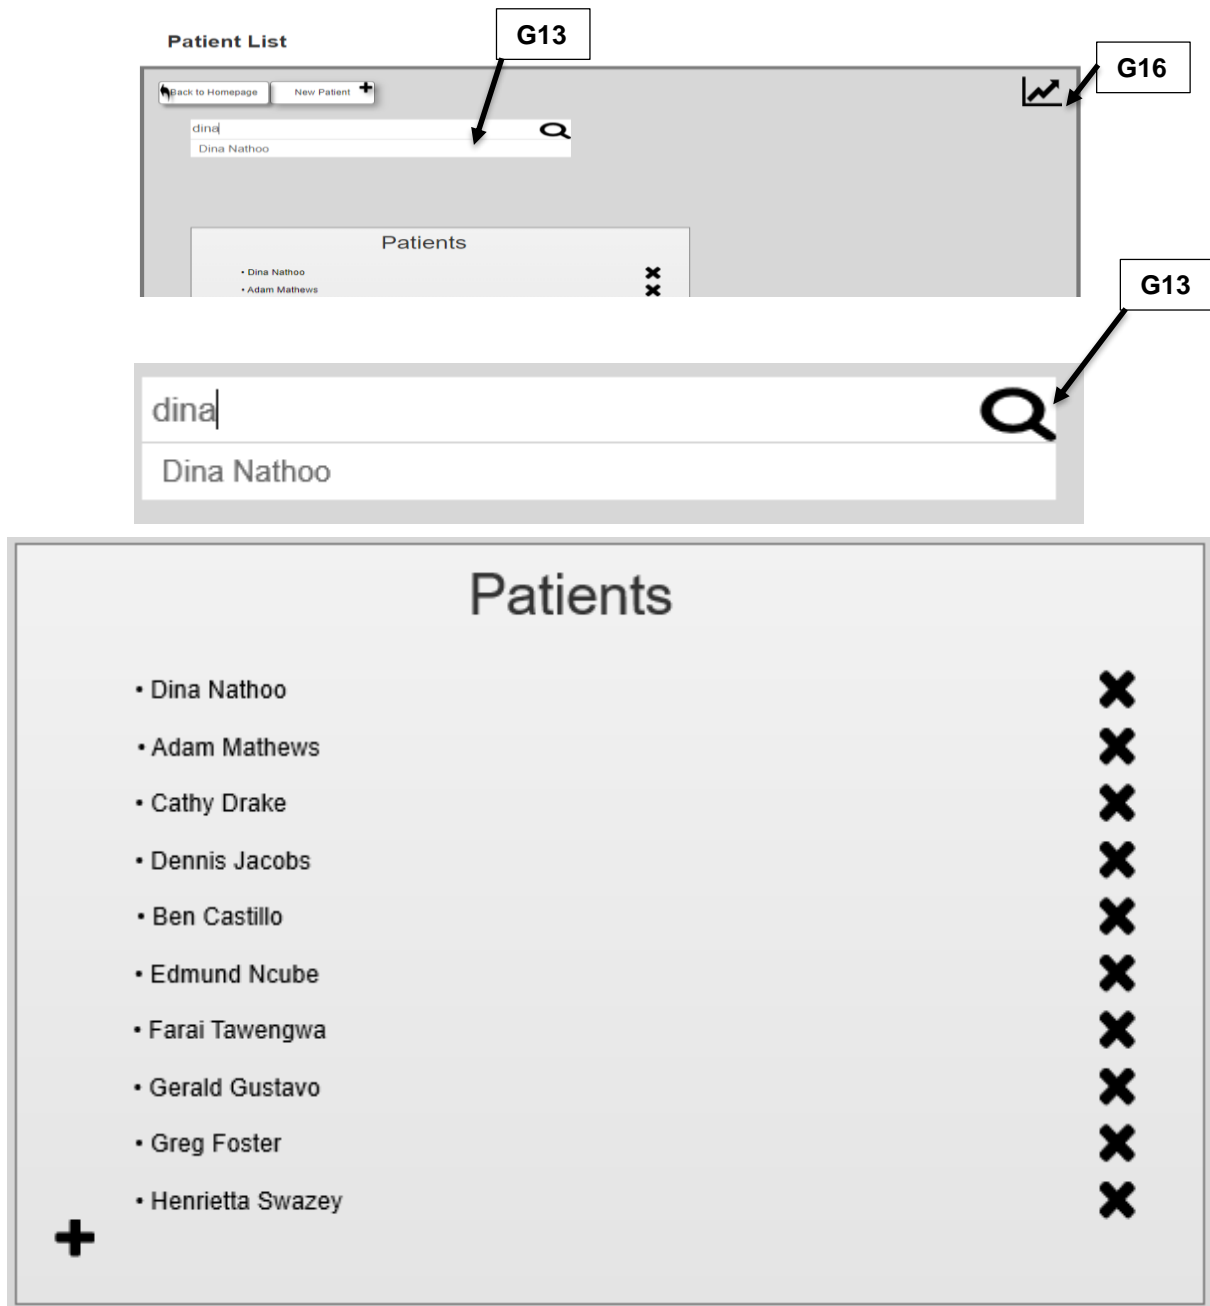 G13
Patient List
G16
Back to Homepage New Patient
dina
Dina Nathoo
Patients
• Dina Nathoo
• Adam Mathews
G13
dina
Dina Nathoo
Patients
• Dina Nathoo
• Adam Mathews
• Cathy Drake
• Dennis Jacobs
• Ben Castillo
• Edmund Ncube
• Farai Tawengwa
• Gerald Gustavo
• Greg Foster
• Henrietta Swazey